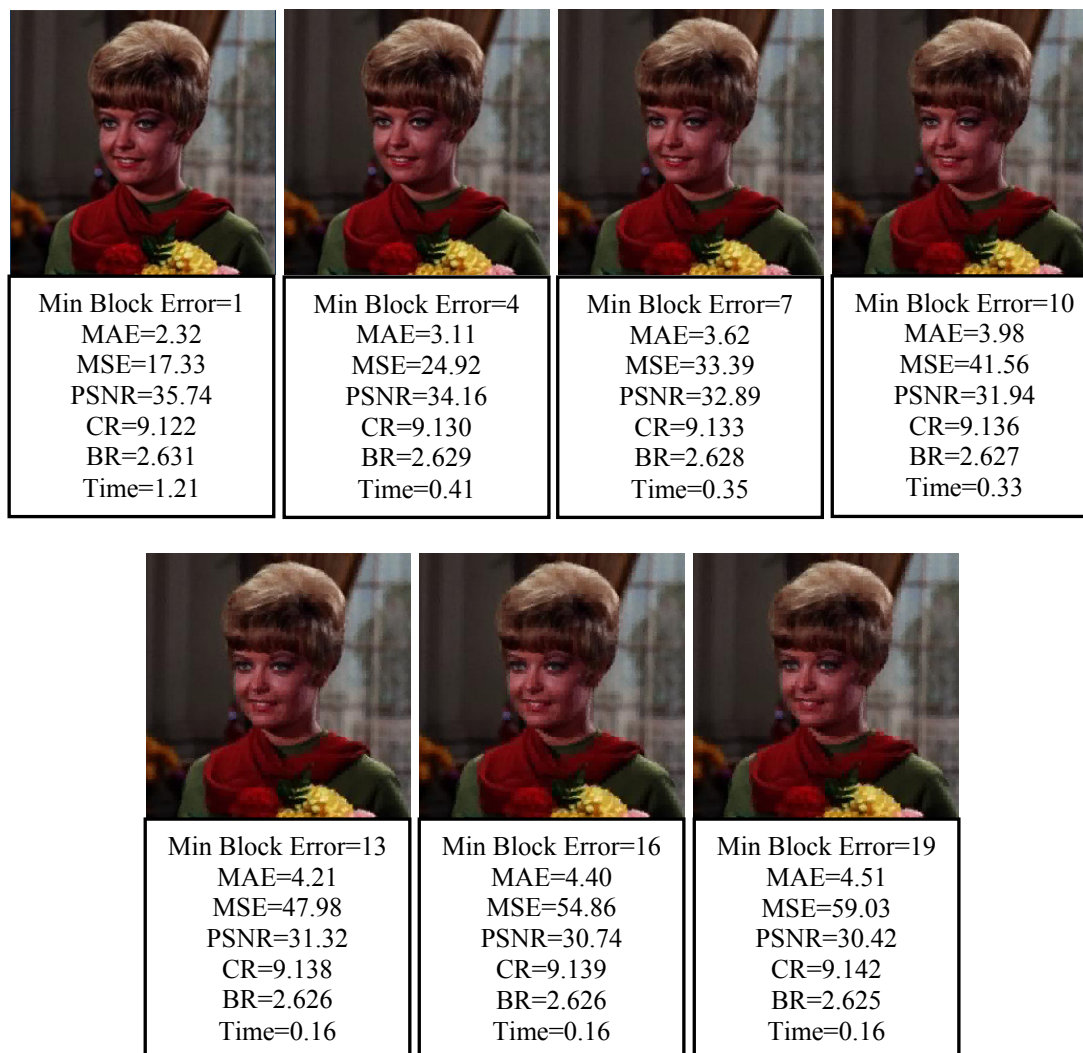 Min Block Error=1
MAE=2.32
MSE=17.33
PSNR=35.74
CR=9.122
BR=2.631
Time=1.21
Min Block Error=4
MAE=3.11
MSE=24.92
PSNR=34.16
CR=9.130
BR=2.629
Time=0.41
Min Block Error=7
MAE=3.62
MSE=33.39
PSNR=32.89
CR=9.133
BR=2.628
Time=0.35
Min Block Error=10
MAE=3.98
MSE=41.56
PSNR=31.94
CR=9.136
BR=2.627
Time=0.33
Min Block Error=13
MAE=4.21
MSE=47.98
PSNR=31.32
CR=9.138
BR=2.626
Time=0.16
Min Block Error=16
MAE=4.40
MSE=54.86
PSNR=30.74
CR=9.139
BR=2.626
Time=0.16
Min Block Error=19
MAE=4.51
MSE=59.03
PSNR=30.42
CR=9.142
BR=2.625
Time=0.16